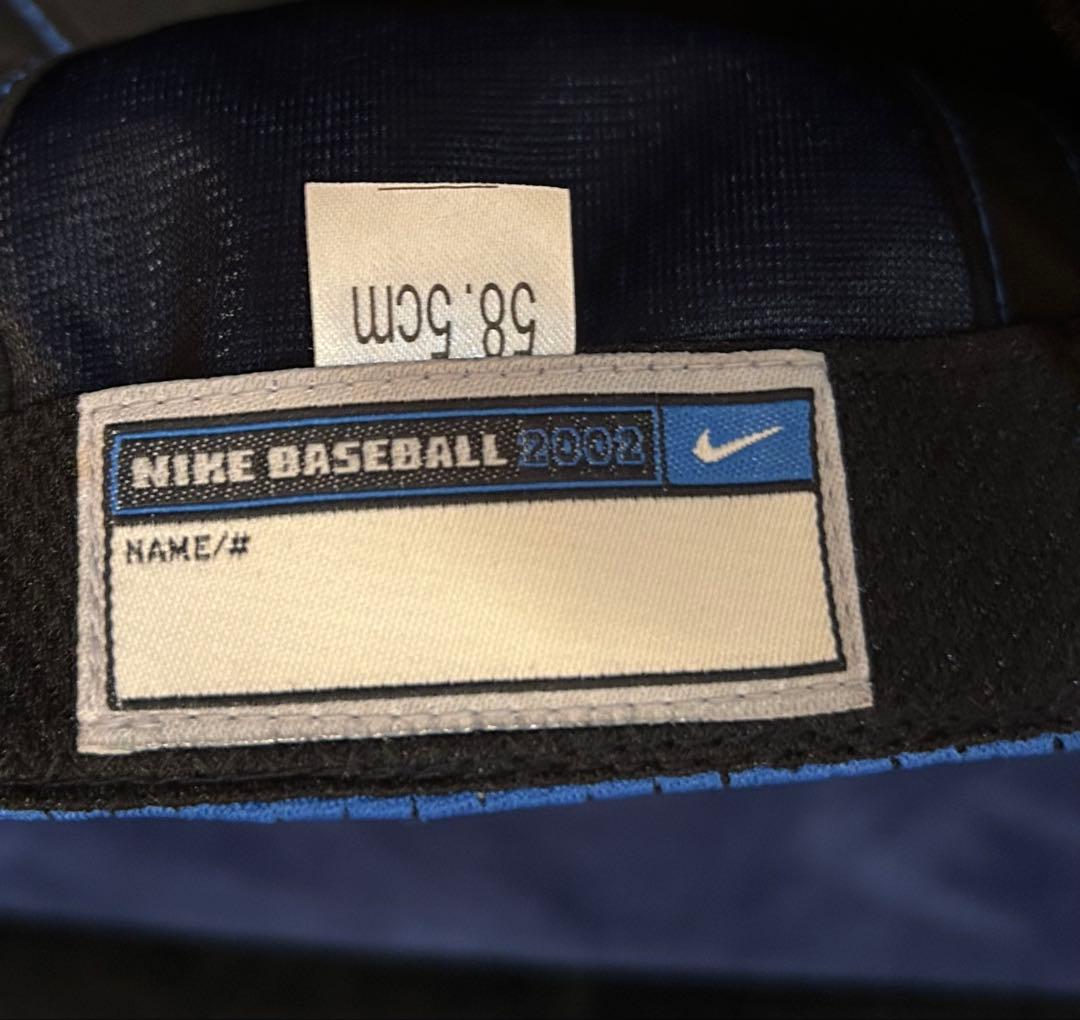 58.5cm
NIKE BASEBALL 2002
NAME/#